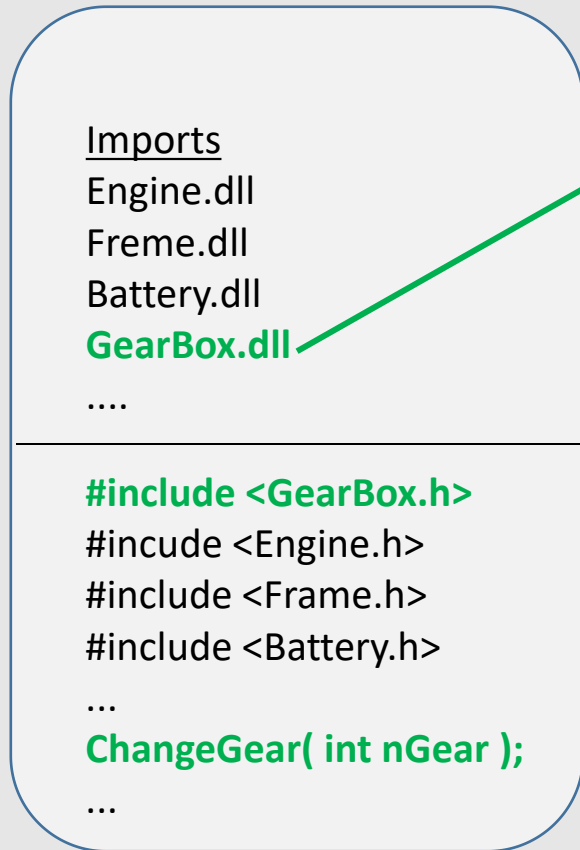 Imports
Engine.dll
Freme.dll
Battery.dll
GearBox.dll
....
#include <GearBox.h>
#incude <Engine.h>
#include <Frame.h>
#include <Battery.h>
...
ChangeGear( int nGear );
...